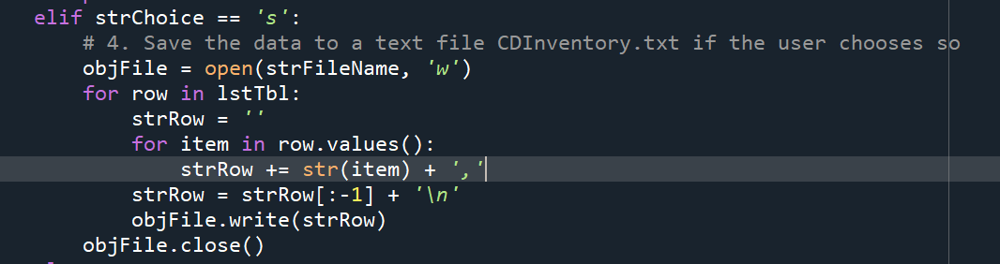 elif strChoice == 's':
    # 4. Save the data to a text file CDInventory.txt if the user chooses so
    objFile = open(strFileName, 'w')
    for row in lstTbl:
        strRow = ''
        for item in row.values():
            strRow += str(item) + ','
        strRow = strRow[:-1] + '\n'
        objFile.write(strRow)
    objFile.close()